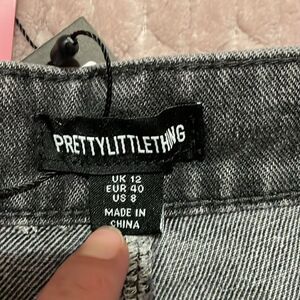 PRETTYLITTLETHING
UK 12
EUR 40
US 8
MADE IN
CHINA